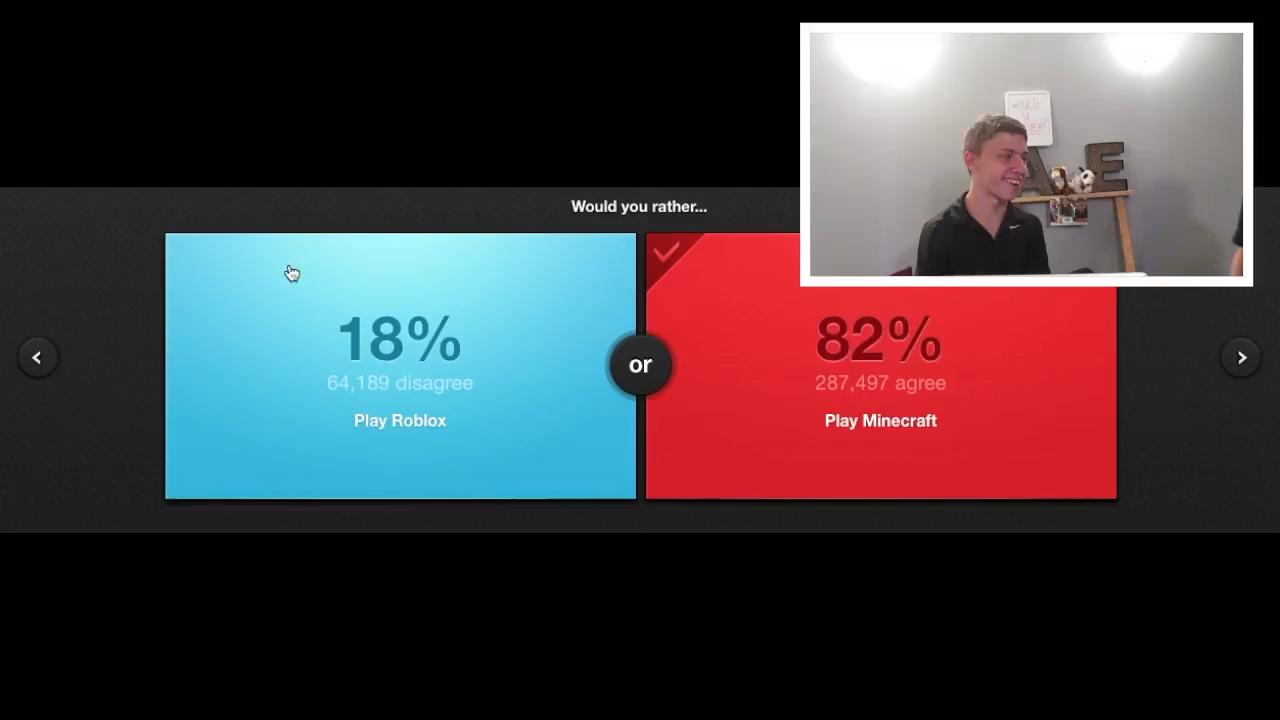 Would you rather...
18%
64,189 disagree
Play Roblox
or
82%
287,497 agree
Play Minecraft
A E